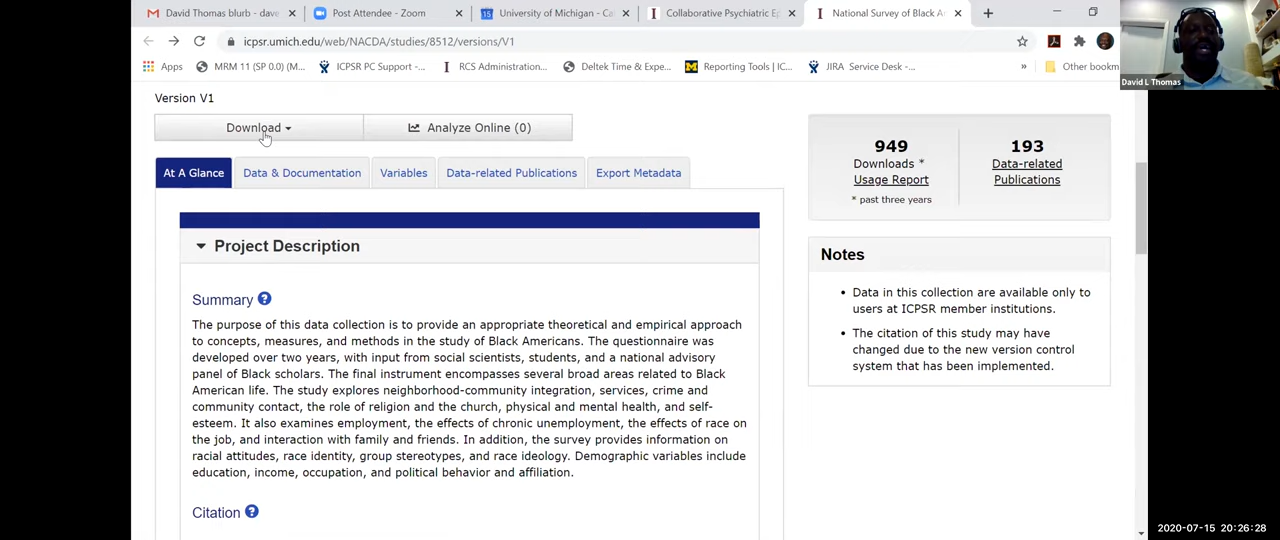 David Thomas blurb - dave
Post Attendee - Zoom
University of Michigan - Ca
Collaborative Psychiatric Ep
National Survey of Black A
icpsr.umich.edu/web/NACDA/studies/8512/versions/V1
Apps
MRM 11 (SP 0.0) (M...
ICPSR PC Support -...
RCS Administration...
Deltek Time & Expe...
Reporting Tools | IC...
JIRA Service Desk -...
»
Other bookm
David L Thomas
Version V1
Download
Analyze Online (0)
At A Glance
Data & Documentation
Variables
Data-related Publications
Export Metadata
Project Description
Summary
The purpose of this data collection is to provide an appropriate theoretical and empirical approach
to concepts, measures, and methods in the study of Black Americans. The questionnaire was
developed over two years, with input from social scientists, students, and a national advisory
panel of Black scholars. The final instrument encompasses several broad areas related to Black
American life. The study explores neighborhood-community integration, services, crime and
community contact, the role of religion and the church, physical and mental health, and self-
esteem. It also examines employment, the effects of chronic unemployment, the effects of race on
the job, and interaction with family and friends. In addition, the survey provides information on
racial attitudes, race identity, group stereotypes, and race ideology. Demographic variables include
education, income, occupation, and political behavior and affiliation.
Citation
949
Downloads *
Usage Report
* past three years
193
Data-related
Publications
Notes
• Data in this collection are available only to
users at ICPSR member institutions.
• The citation of this study may have
changed due to the new version control
system that has been implemented.
2020-07-15 20:26:28